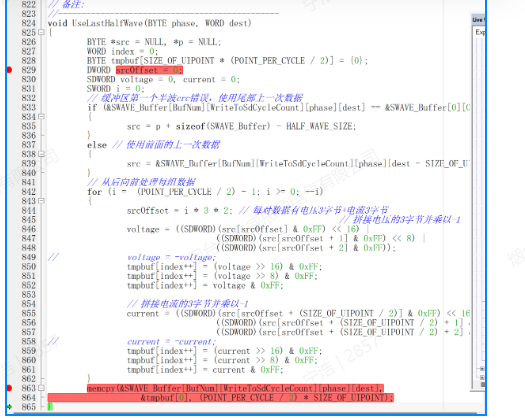 822 // 备注:
823 //
824 void UseLastHalfWave(BYTE phase, WORD dest)
825 {
826 BYTE *src = NULL, *p = NULL;
827 WORD index = 0;
828 BYTE tmpbuf[SIZE_OF_UIPOINT * (POINT_PER_CYCLE / 2)] = {0};
829 DWORD srcOffset = 0;
830 SDWORD voltage = 0, current = 0;
831 SWORD i = 0;
832 // 缓冲区第一个半波crc错误，使用尾部上一次数据
833 if (&SWAVE_Buffer[BufNum][WriteToSdCycleCount][phase][dest] == &SWAVE_Buffer[0][0
834 {
835 src = p + sizeof(SWAVE_Buffer) - HALF_WAVE_SIZE;
836 }
837 else // 使用前面的上一次数据
838 {
839 src = &SWAVE_Buffer[BufNum][WriteToSdCycleCount][phase][dest - SIZE_OF_U
840 }
841 // 从后向前处理每组数据
842 for (i = (POINT_PER_CYCLE / 2) - 1; i >= 0; --i)
843 {
844 srcOffset = i * 3 * 2; // 每对数据有电压3字节+电流3字节
845 // 拼接电压的3字节并乘以-1
846 voltage = ((SDWORD)(src[srcOffset] & 0xFF) << 16) |
847 ((SDWORD)(src[srcOffset + 1] & 0xFF) << 8) |
848 ((SDWORD)(src[srcOffset + 2] & 0xFF));
849 // voltage = -voltage;
850 tmpbuf[index++] = (voltage >> 16) & 0xFF;
851 tmpbuf[index++] = (voltage >> 8) & 0xFF;
852 tmpbuf[index++] = voltage & 0xFF;
853
854 // 拼接电流的3字节并乘以-1
855 current = ((SDWORD)(src[srcOffset + (SIZE_OF_UIPOINT / 2)] & 0xFF) << 16
856 ((SDWORD)(src[srcOffset + (SIZE_OF_UIPOINT / 2) + 1]
857 ((SDWORD)(src[srcOffset + (SIZE_OF_UIPOINT / 2) + 2]
858 // current = -current;
859 tmpbuf[index++] = (current >> 16) & 0xFF;
860 tmpbuf[index++] = (current >> 8) & 0xFF;
861 tmpbuf[index++] = current & 0xFF;
862 }
863 memcpy(&SWAVE_Buffer[BufNum][WriteToSdCycleCount][phase][dest],
864 &tmpbuf[0], (POINT_PER_CYCLE / 2) * SIZE_OF_UIPOINT);
865 }
Live
Exp